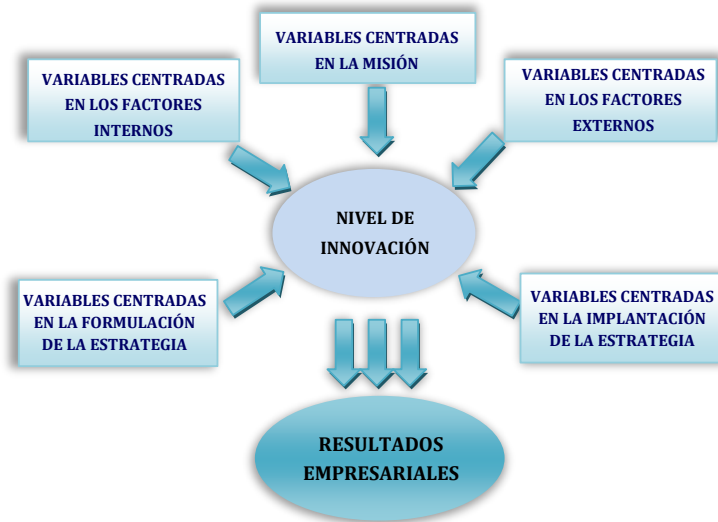 VARIABLES CENTRADAS
EN LA MISIÓN
VARIABLES CENTRADAS
EN LOS FACTORES
INTERNOS
VARIABLES CENTRADAS
EN LOS FACTORES
EXTERNOS
NIVEL DE
INNOVACIÓN
VARIABLES CENTRADAS
EN LA FORMULACIÓN
DE LA ESTRATEGIA
VARIABLES CENTRADAS
EN LA IMPLANTACIÓN
DE LA ESTRATEGIA
RESULTADOS
EMPRESARIALES